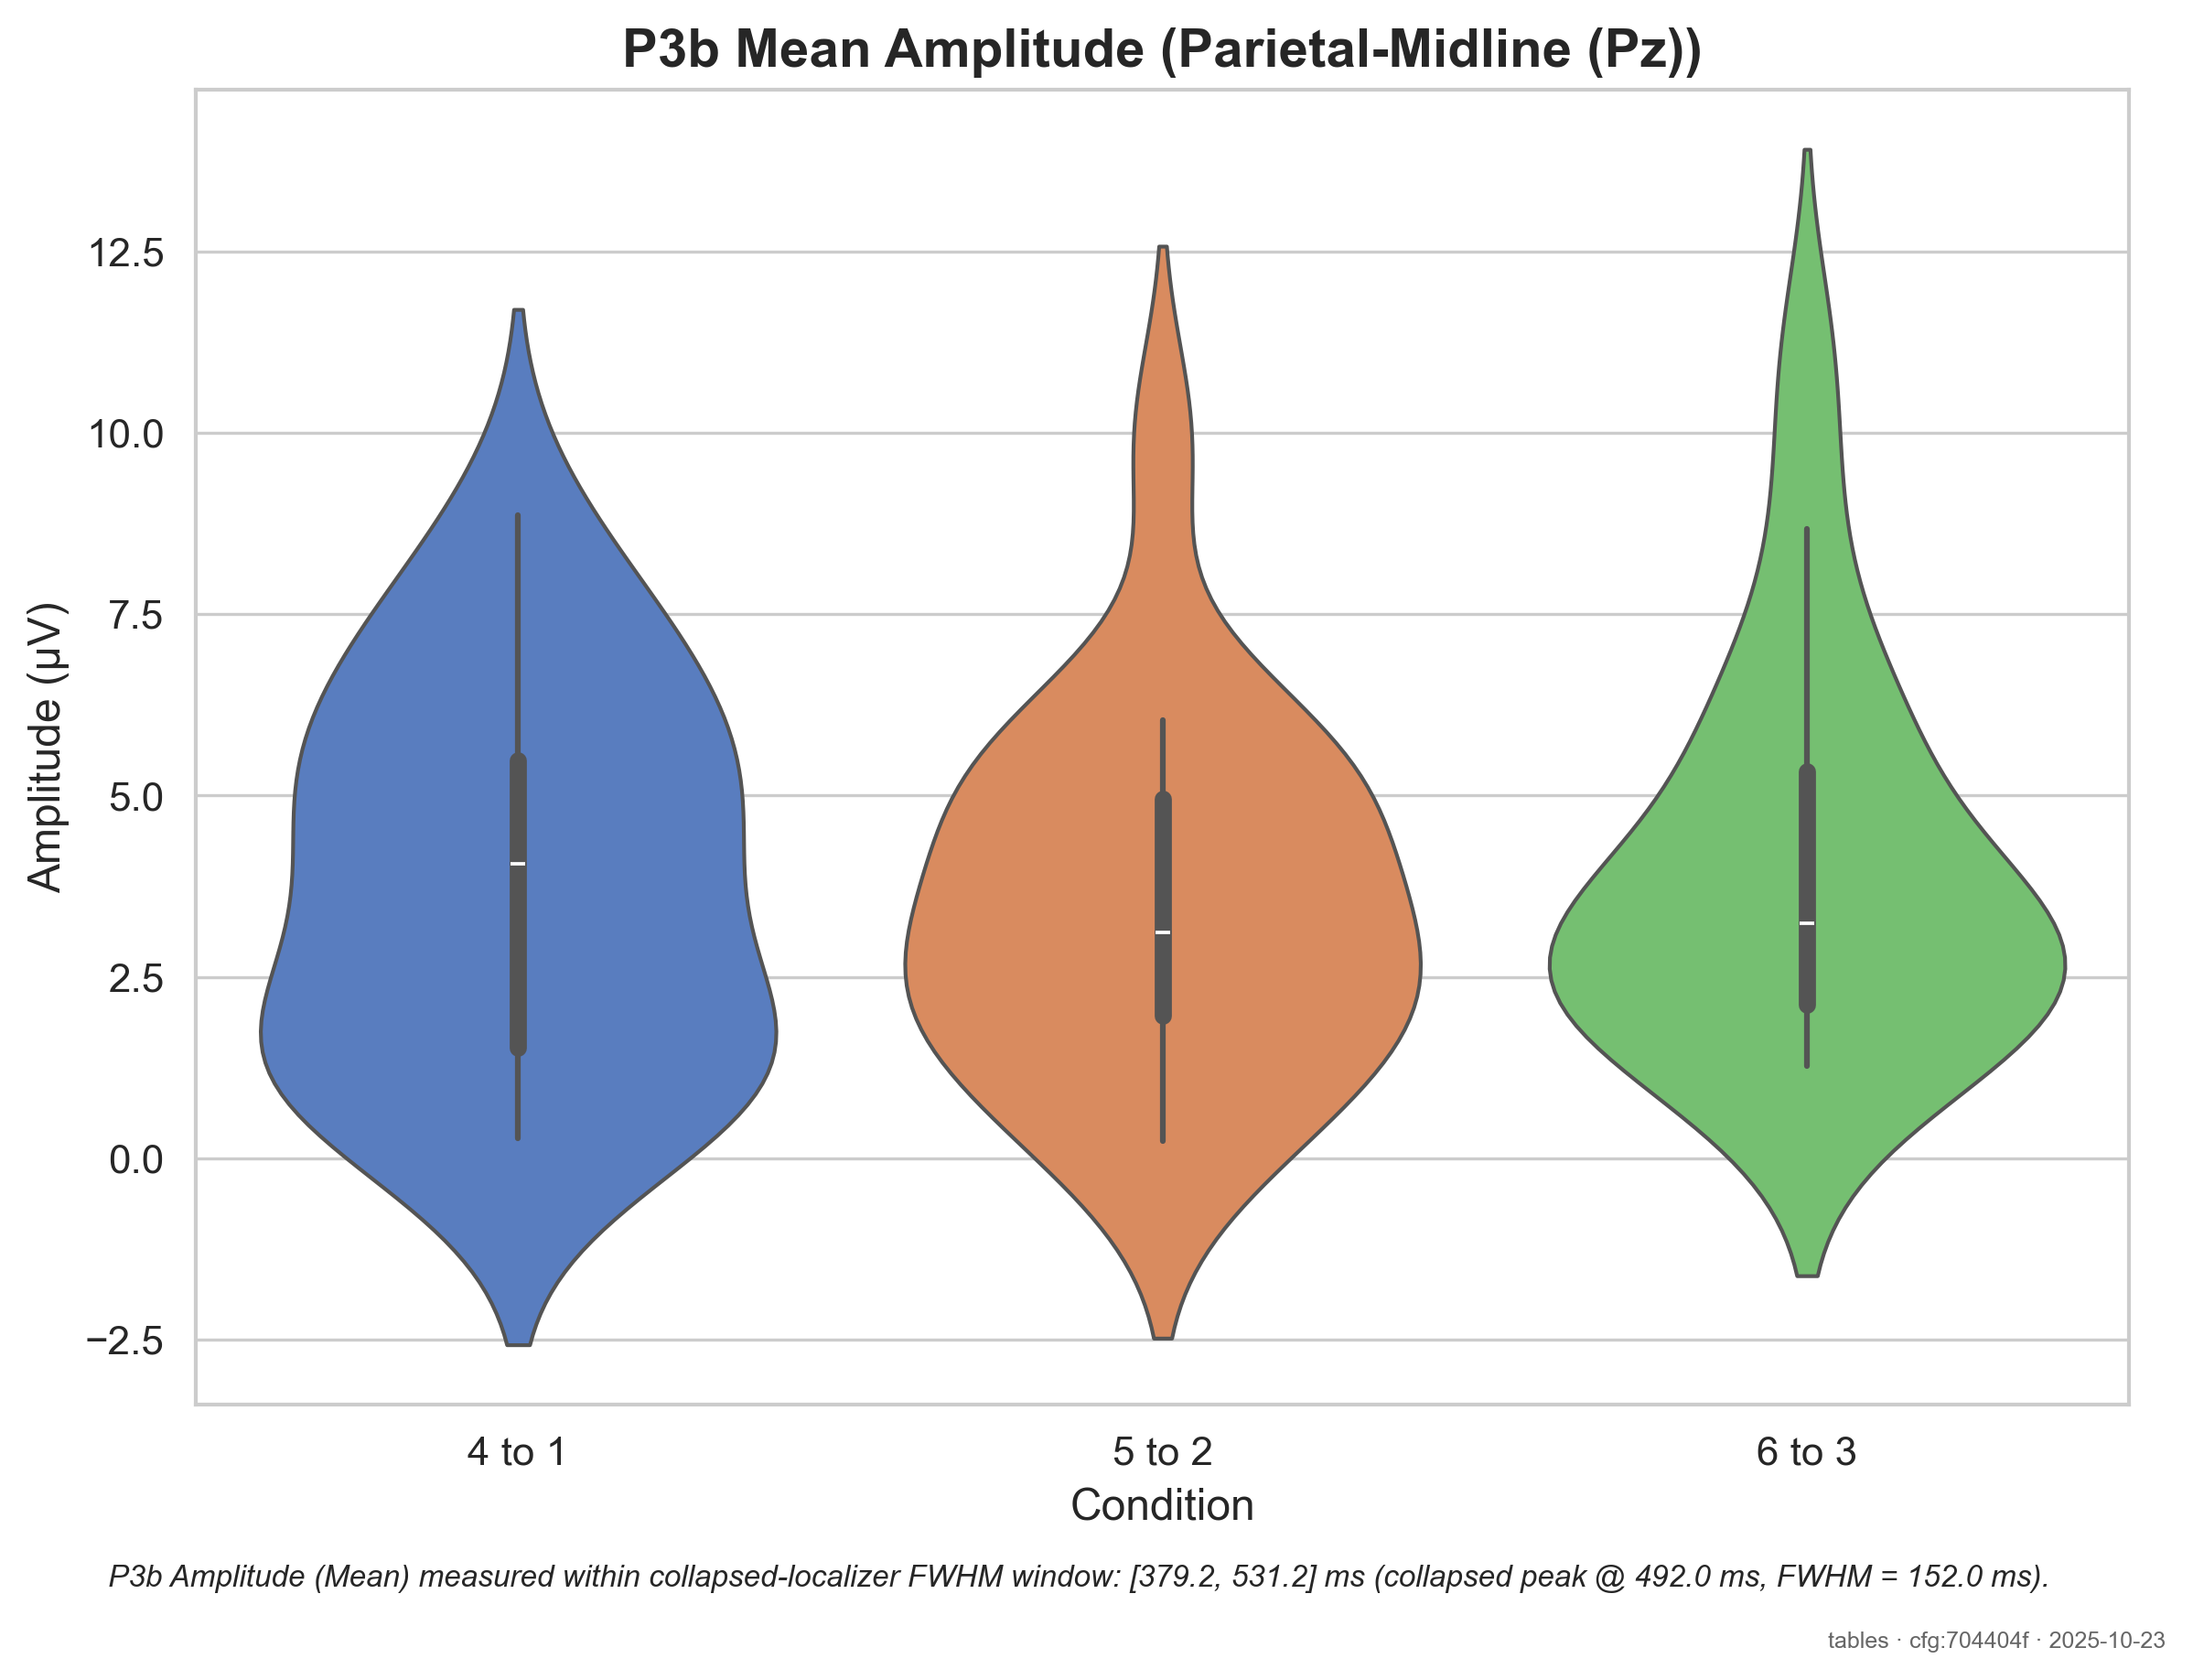 P3b Mean Amplitude (Parietal-Midline (Pz))
Amplitude (µV)
12.5
10.0
7.5
5.0
2.5
0.0
−2.5
4 to 1
5 to 2
6 to 3
Condition
P3b Amplitude (Mean) measured within collapsed-localizer FWHM window: [379.2, 531.2] ms (collapsed peak @ 492.0 ms, FWHM = 152.0 ms).
tables · cfg:704404f · 2025-10-23